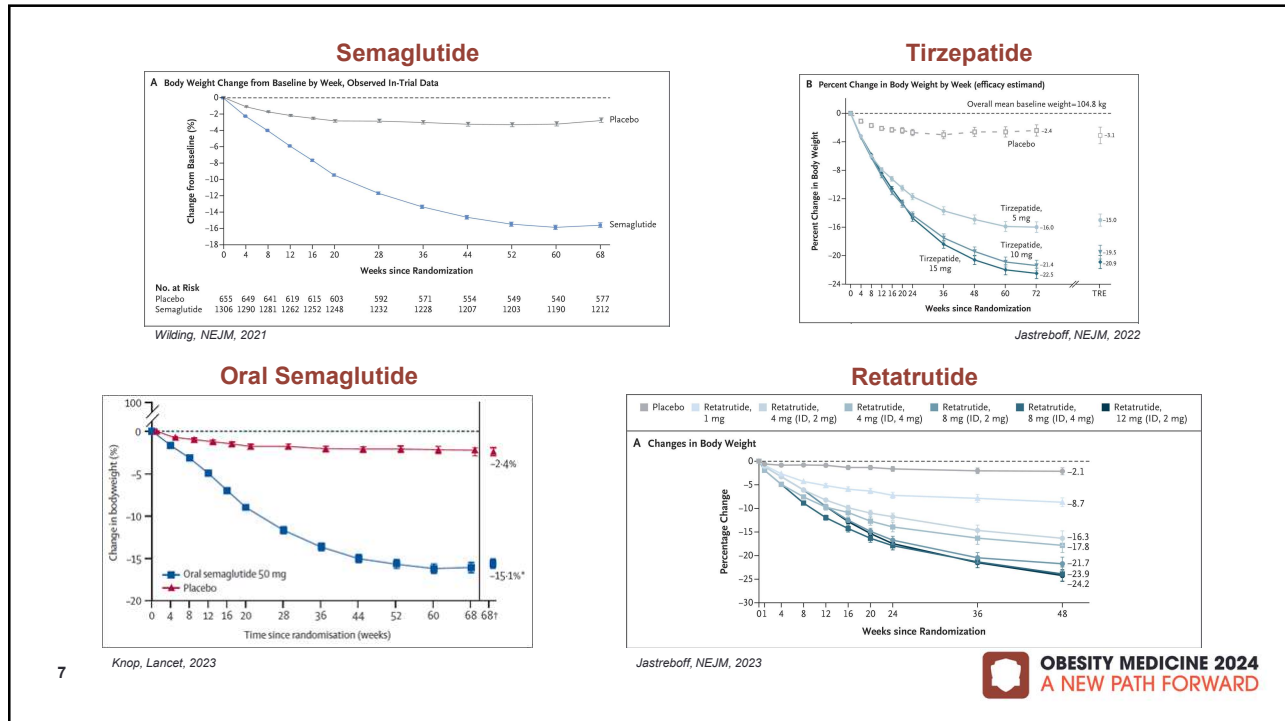 Semaglutide
A Body Weight Change from Baseline by Week, Observed In-Trial Data
Change from Baseline (%)
0
−2
−4
−6
−8
−10
−12
−14
−16
−18
Placebo
Semaglutide
0 4 8 12 16 20 28 36 44 52 60 68
Weeks since Randomization
No. at Risk
Placebo 655 649 641 619 615 603 592 571 554 549 540 577
Semaglutide 1306 1290 1281 1262 1252 1248 1232 1228 1207 1203 1190 1212
Wilding, NEJM, 2021
Tirzepatide
B Percent Change in Body Weight by Week (efficacy estimand)
Overall mean baseline weight=104.8 kg
Percent Change in Body Weight
0
−4
−8
−12
−16
−20
−24
−2.4
−3.1
Placebo
Tirzepatide,
5 mg
−16.0
−15.0
Tirzepatide,
10 mg
−21.4
−19.5
Tirzepatide,
15 mg
−22.5
−20.9
0 4 8 12 16 20 24 36 48 60 72 TRE
Weeks since Randomization
Jastreboff, NEJM, 2022
Oral Semaglutide
Change in bodyweight (%)
100
0
−5
−10
−15
−20
−2·4%
−15·1%*
Oral semaglutide 50 mg
Placebo
0 4 8 12 16 20 28 36 44 52 60 68 68†
Time since randomisation (weeks)
Knop, Lancet, 2023
Retatrutide
Placebo
Retatrutide,
1 mg
Retatrutide,
4 mg (ID, 2 mg)
Retatrutide,
4 mg (ID, 4 mg)
Retatrutide,
8 mg (ID, 2 mg)
Retatrutide,
8 mg (ID, 4 mg)
Retatrutide,
12 mg (ID, 2 mg)
A Changes in Body Weight
Percentage Change
0
−5
−10
−15
−20
−25
−30
−2.1
−8.7
−16.3
−17.8
−21.7
−23.9
−24.2
0 1 4 8 12 16 20 24 36 48
Weeks since Randomization
Jastreboff, NEJM, 2023
7
OBESITY MEDICINE 2024
A NEW PATH FORWARD